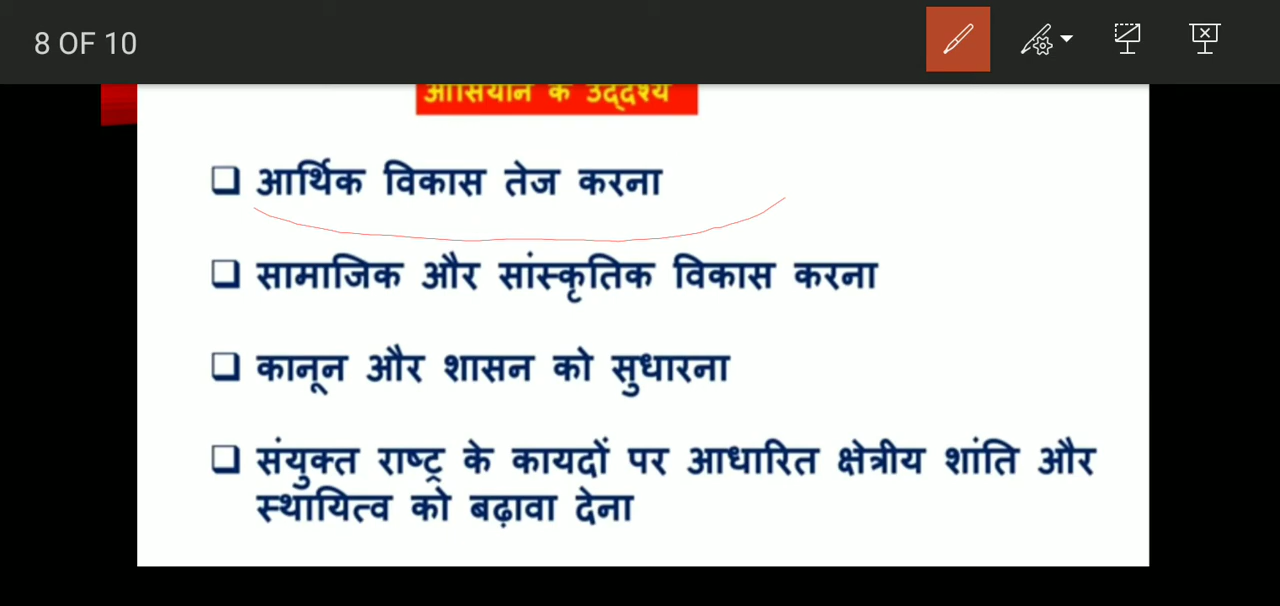 8 OF 10
आसियान के उद्देश्य
❑ आर्थिक विकास तेज करना
❑ सामाजिक और सांस्कृतिक विकास करना
❑ कानून और शासन को सुधारना
❑ संयुक्त राष्ट्र के कायदों पर आधारित क्षेत्रीय शांति और
स्थायित्व को बढ़ावा देना